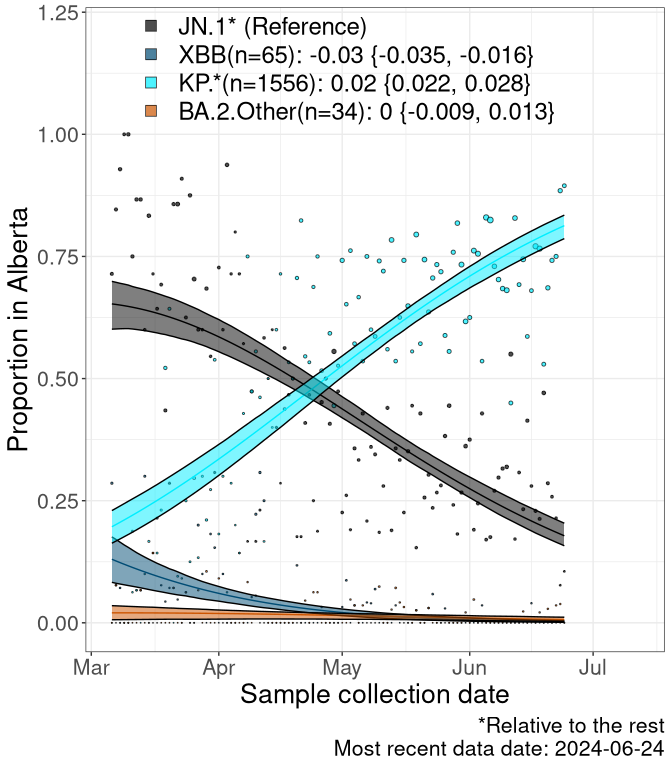 JN.1* (Reference)
XBB(n=65): -0.03 {-0.035, -0.016}
KP.*(n=1556): 0.02 {0.022, 0.028}
BA.2.Other(n=34): 0 {-0.009, 0.013}
1.25
1.00
0.75
0.50
0.25
0.00
Proportion in Alberta
Mar Apr May Jun Jul
Sample collection date
*Relative to the rest
Most recent data date: 2024-06-24